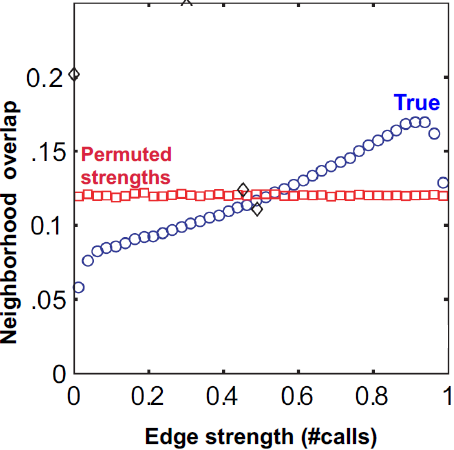 0.2
True
.15
Permuted
strengths
0.1
.05
0
0 0.2 0.4 0.6 0.8 1
Neighborhood overlap
Edge strength (#calls)